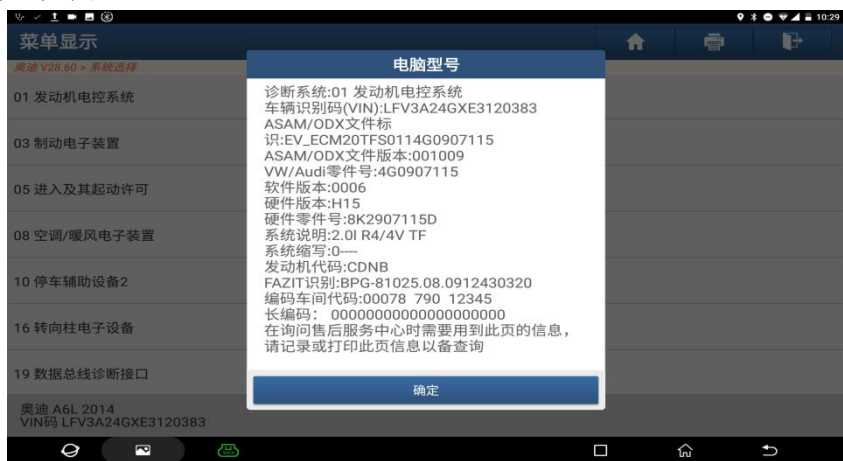 10:29
菜单显示
奥迪 V28.60 > 系统选择
01 发动机电控系统
03 制动电子装置
05 进入及其起动许可
08 空调/暖风电子装置
10 停车辅助设备2
16 转向柱电子设备
19 数据总线诊断接口
电脑型号
诊断系统:01 发动机电控系统
车辆识别码(VIN):LFV3A24GXE3120383
ASAM/ODX文件标
识:EV_ECM20TFS0114G0907115
ASAM/ODX文件版本:001009
VW/Audi零件号:4G0907115
软件版本:0006
硬件版本:H15
硬件零件号:8K2907115D
系统说明:2.0l R4/4V TF
系统缩写:0----
发动机代码:CDNB
FAZIT识别:BPG-81025.08.0912430320
编码车间代码:00078 790 12345
长编码: 00000000000000000000
在询问售后服务中心时需要用到此页的信息，
请记录或打印此页信息以备查询
确定
奥迪 A6L 2014
VIN码 LFV3A24GXE3120383